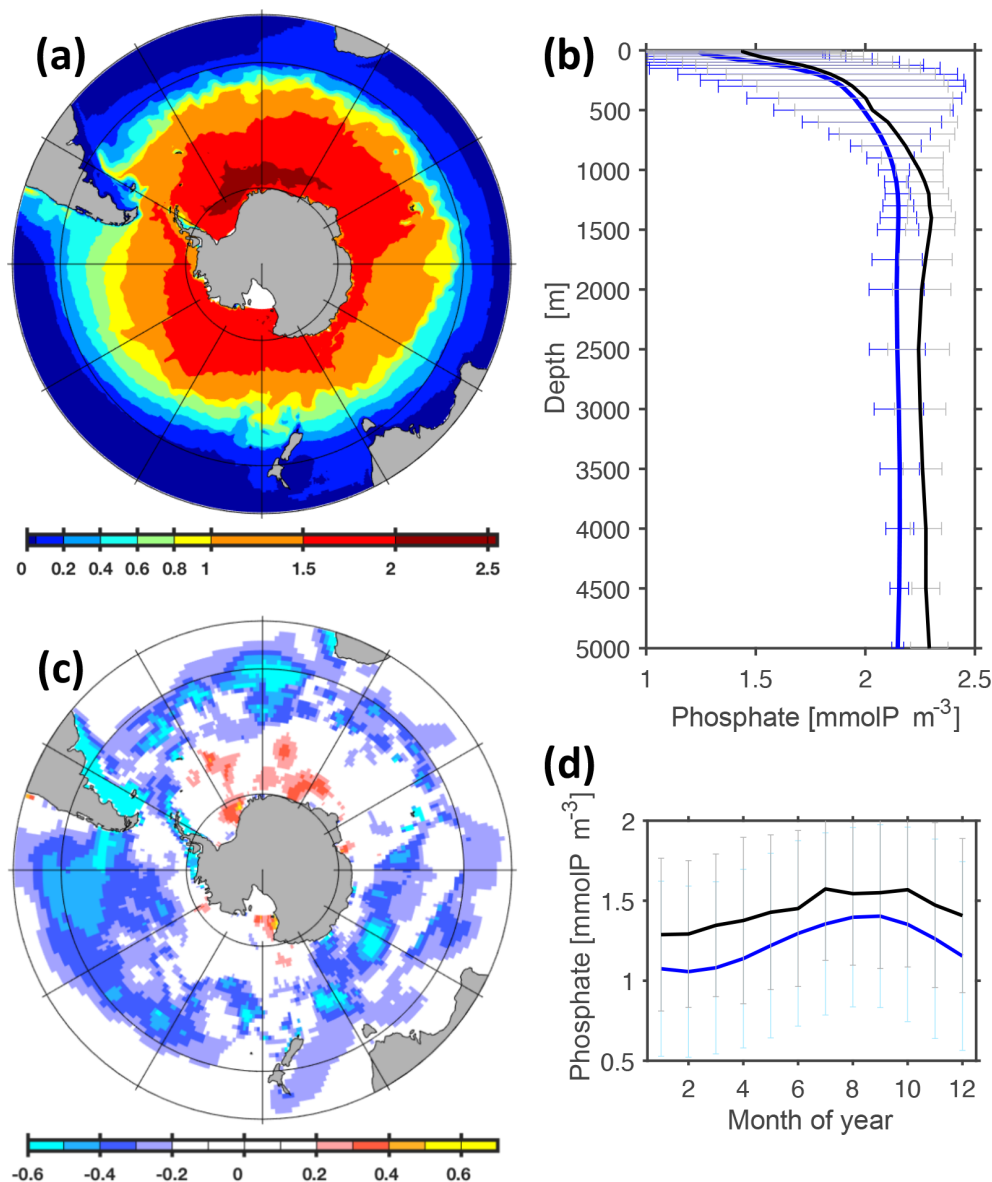 (a)
0 0.2 0.4 0.6 0.8 1 1.5 2 2.5
(b)
0
500
1000
1500
2000
2500
3000
3500
4000
4500
5000
Depth [m]
1 1.5 2 2.5
Phosphate [mmolP m-3]
(c)
-0.6 -0.4 -0.2 0 0.2 0.4 0.6
(d)
2
1.5
1
0.5
Phosphate [mmolP m-3]
2 4 6 8 10 12
Month of year